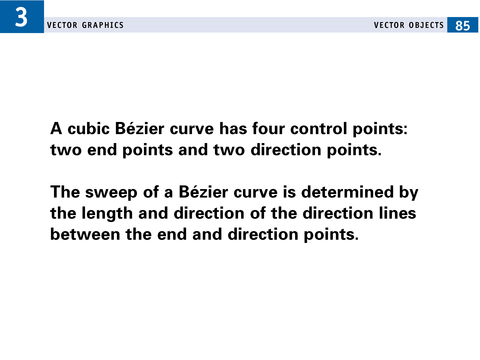 3
VECTOR GRAPHICS
VECTOR OBJECTS 85
A cubic Bézier curve has four control points:
two end points and two direction points.
The sweep of a Bézier curve is determined by
the length and direction of the direction lines
between the end and direction points.